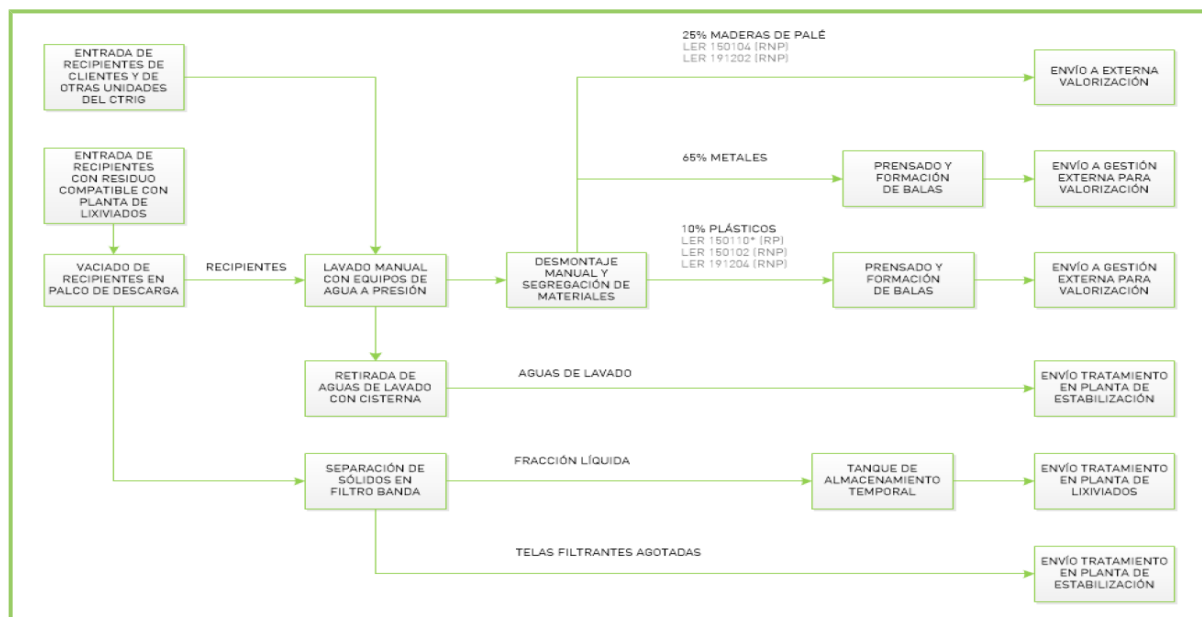 25% MADERAS DE PALÉ
LER 150104 (RNP)
LER 191202 (RNP)
ENTRADA DE
RECIPIENTES DE
CLIENTES Y DE
OTRAS UNIDADES
DEL CTRIG
ENVÍO A EXTERNA
VALORIZACIÓN
ENTRADA DE
RECIPIENTES
CON RESIDUO
COMPATIBLE CON
PLANTA DE
LIXIVIADOS
65% METALES
PRENSADO Y
FORMACIÓN
DE BALAS
ENVÍO A GESTIÓN
EXTERNA PARA
VALORIZACIÓN
10% PLÁSTICOS
LER 150110* (RP)
LER 150102 (RNP)
LER 191204 (RNP)
VACIADO DE
RECIPIENTES EN
PALCO DE DESCARGA
RECIPIENTES
LAVADO MANUAL
CON EQUIPOS DE
AGUA A PRESIÓN
DESMONTAJE
MANUAL Y
SEGREGACIÓN DE
MATERIALES
PRENSADO Y
FORMACIÓN
DE BALAS
ENVÍO A GESTIÓN
EXTERNA PARA
VALORIZACIÓN
RETIRADA DE
AGUAS DE LAVADO
CON CISTERNA
AGUAS DE LAVADO
ENVÍO TRATAMIENTO
EN PLANTA DE
ESTABILIZACIÓN
SEPARACIÓN DE
SÓLIDOS EN
FILTRO BANDA
FRACCIÓN LÍQUIDA
TANQUE DE
ALMACENAMIENTO
TEMPORAL
ENVÍO TRATAMIENTO
EN PLANTA DE
LIXIVIADOS
TELAS FILTRANTES AGOTADAS
ENVÍO TRATAMIENTO
EN PLANTA DE
ESTABILIZACIÓN